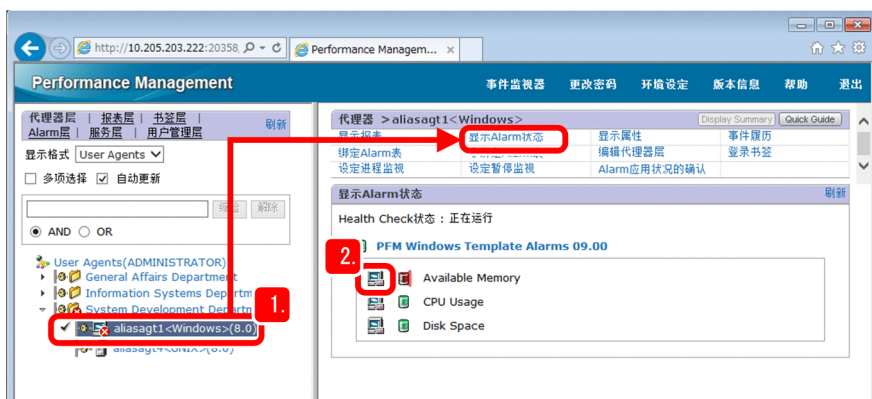 http://10.205.203.222:20358
Performance Managem...
Performance Management
事件监视器 更改密码 环境设定 版本信息 帮助 退出
代理器层 | 报表层 | 书签层 |
Alarm层 | 服务层 | 用户管理层
刷新
显示格式 User Agents
多项选择 自动更新
解除
AND OR
User Agents(ADMINISTRATOR)
General Affairs Department
Information Systems Departm
System Development Departm
aliasagt1<Windows>(8.0)
aliasagt4<UNIX>(8.0)
1.
代理器 >aliasagt1<Windows>
Display Summary Quick Guide
显示报表 显示Alarm状态 显示属性 事件履历
绑定Alarm表 编辑代理器层 登录书签
设定进程监视 设定暂停监视 Alarm应用状况的确认
显示Alarm状态 刷新
Health Check状态：正在运行
PFM Windows Template Alarms 09.00
2.
Available Memory
CPU Usage
Disk Space